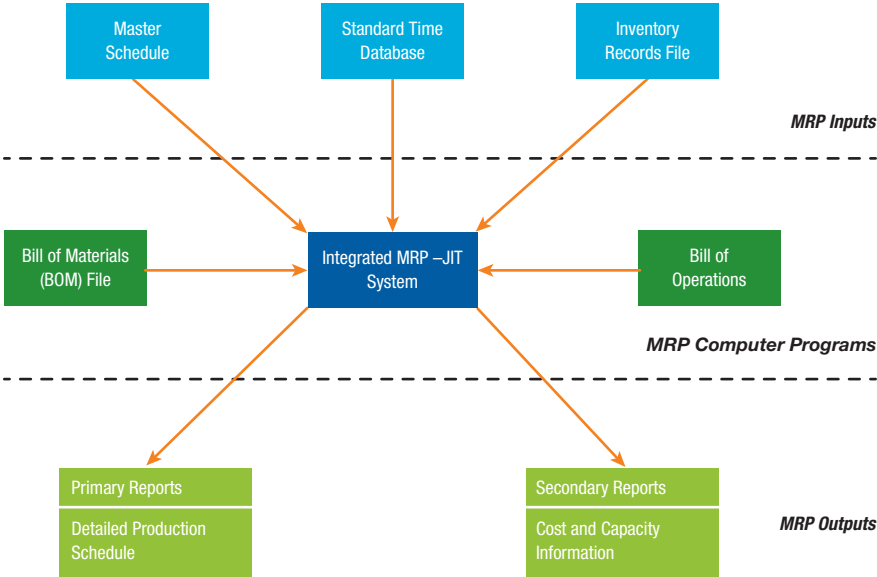 Master
Schedule
Standard Time
Database
Inventory
Records File
MRP Inputs
Bill of Materials
(BOM) File
Integrated MRP –JIT
System
Bill of
Operations
MRP Computer Programs
Primary Reports
Detailed Production
Schedule
Secondary Reports
Cost and Capacity
Information
MRP Outputs